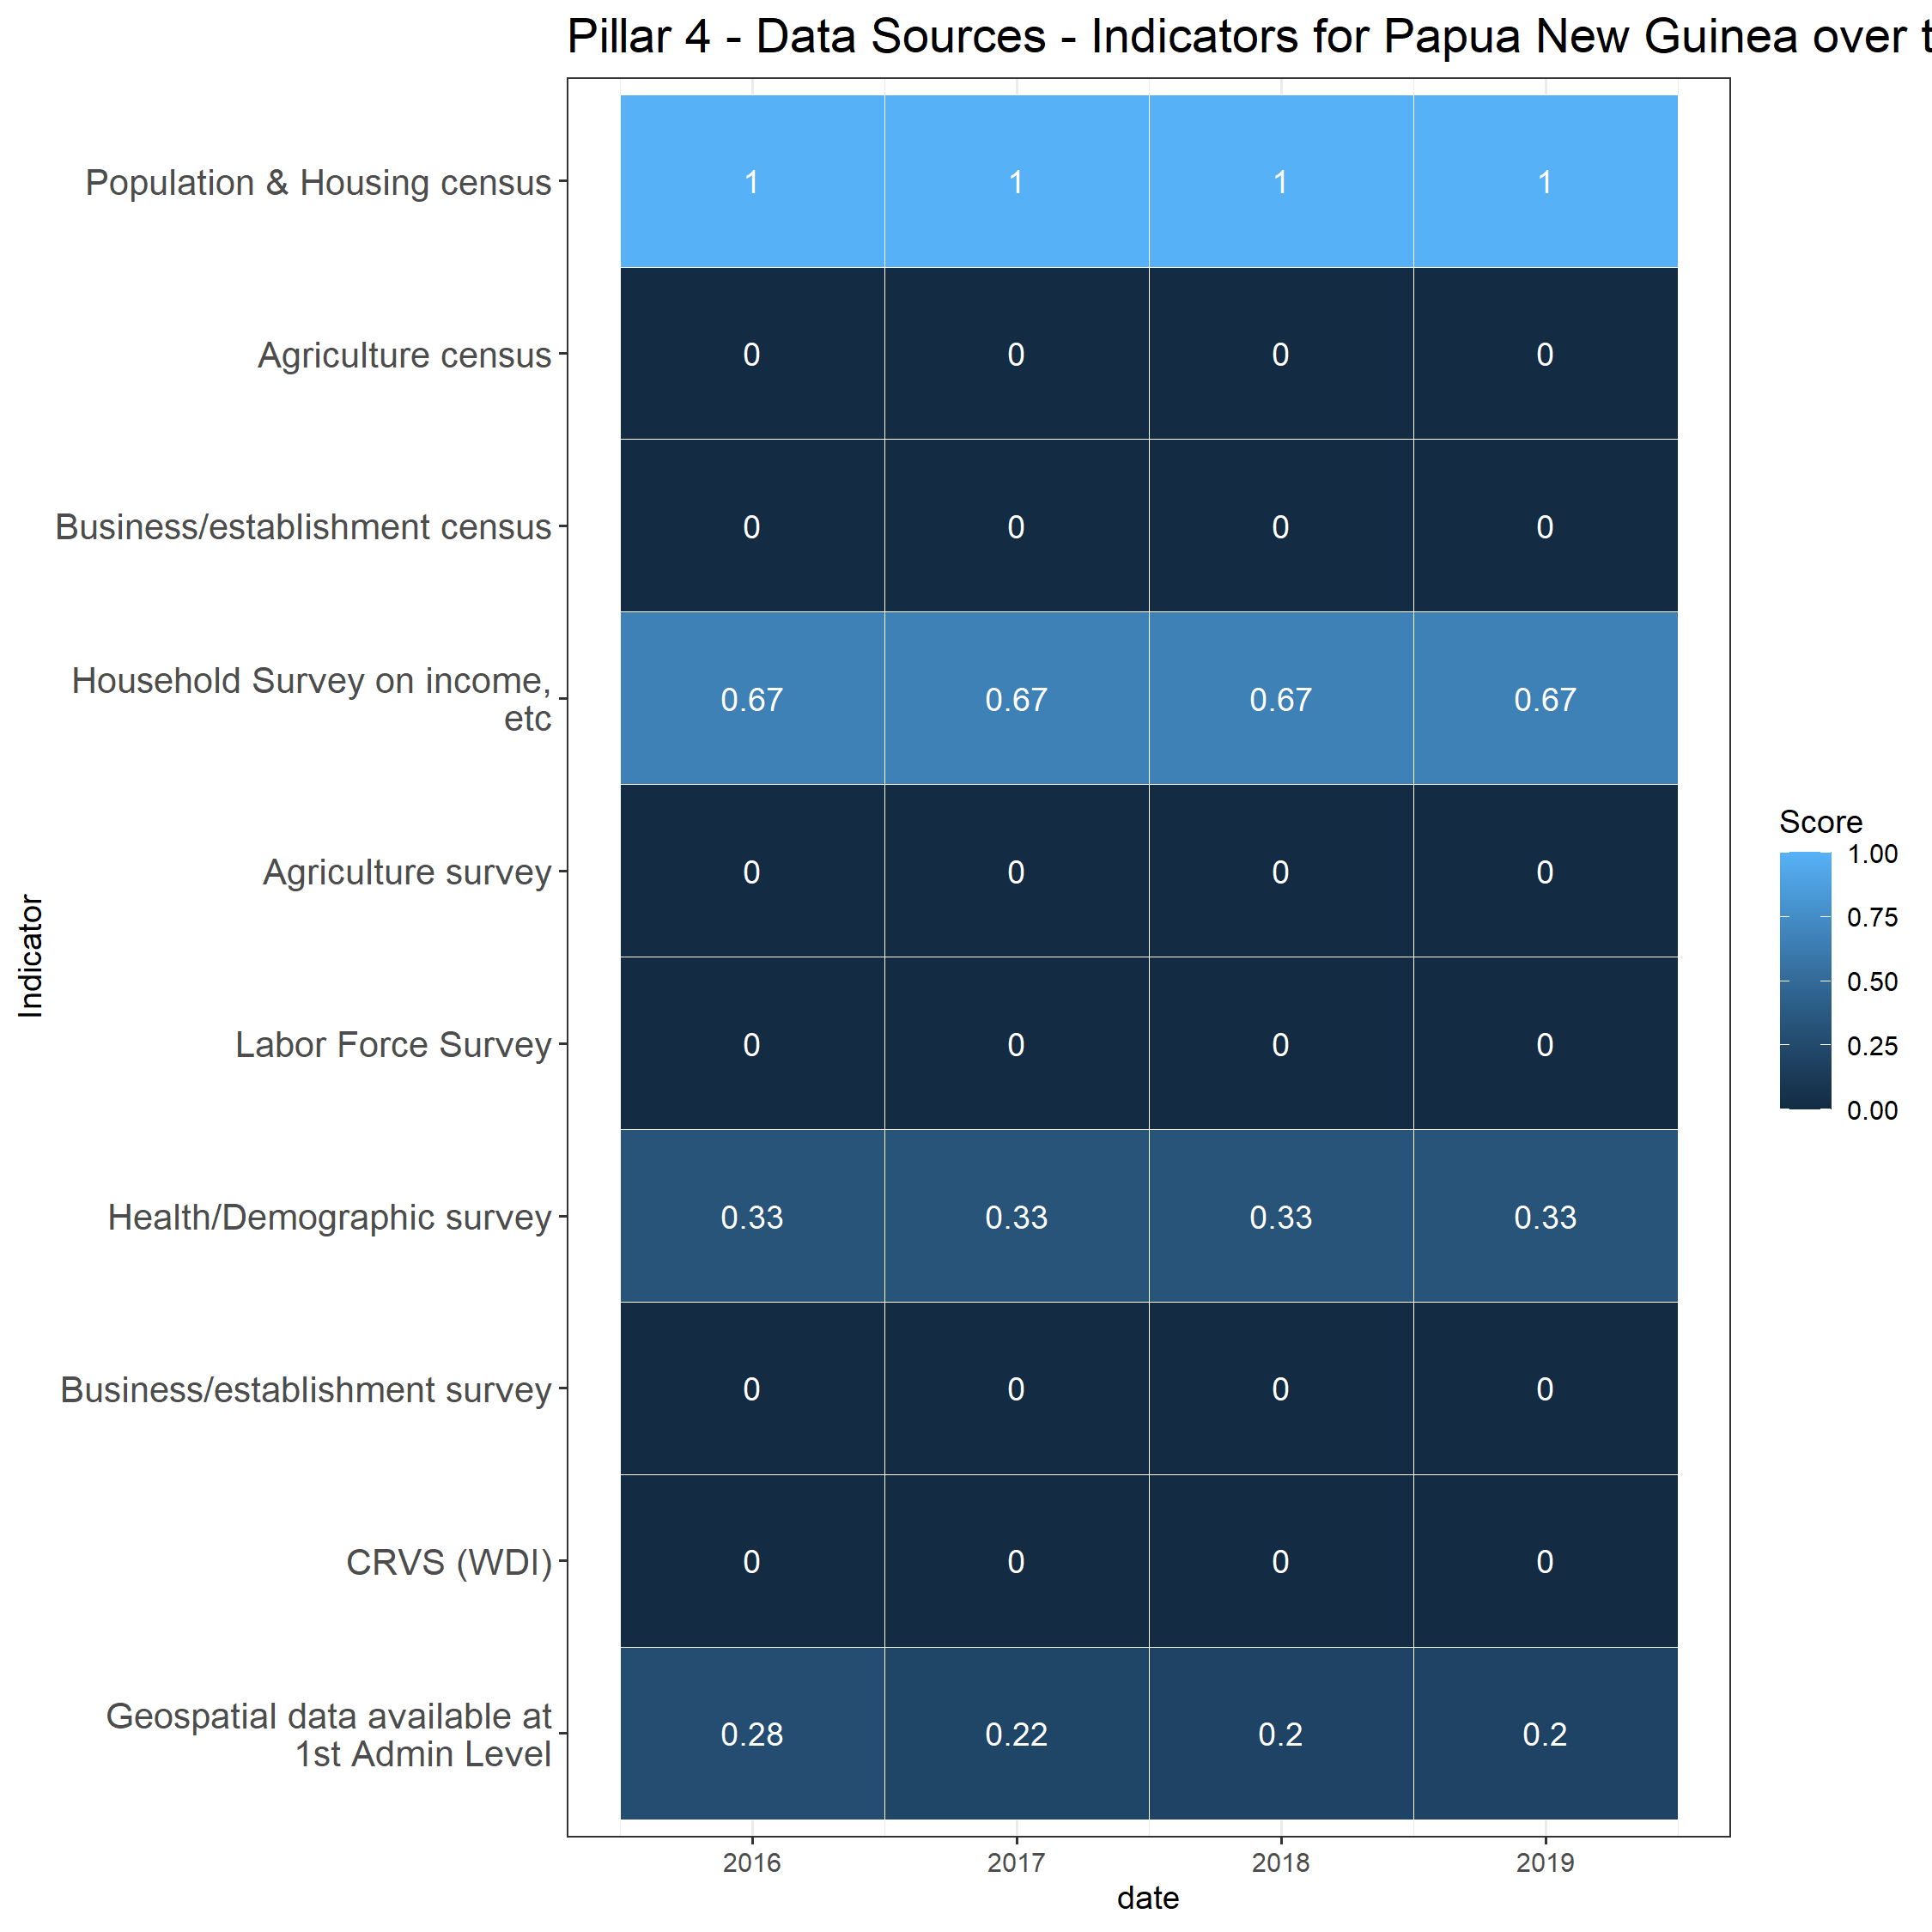 Pillar 4 - Data Sources - Indicators for Papua New Guinea over t
Population & Housing census
1 1 1 1
Agriculture census
0 0 0 0
Business/establishment census
0 0 0 0
Household Survey on income,
etc
0.67 0.67 0.67 0.67
Agriculture survey
0 0 0 0
Labor Force Survey
0 0 0 0
Health/Demographic survey
0.33 0.33 0.33 0.33
Business/establishment survey
0 0 0 0
CRVS (WDI)
0 0 0 0
Geospatial data available at
1st Admin Level
0.28 0.22 0.2 0.2
2016 2017 2018 2019
date
Indicator
Score
1.00
0.75
0.50
0.25
0.00